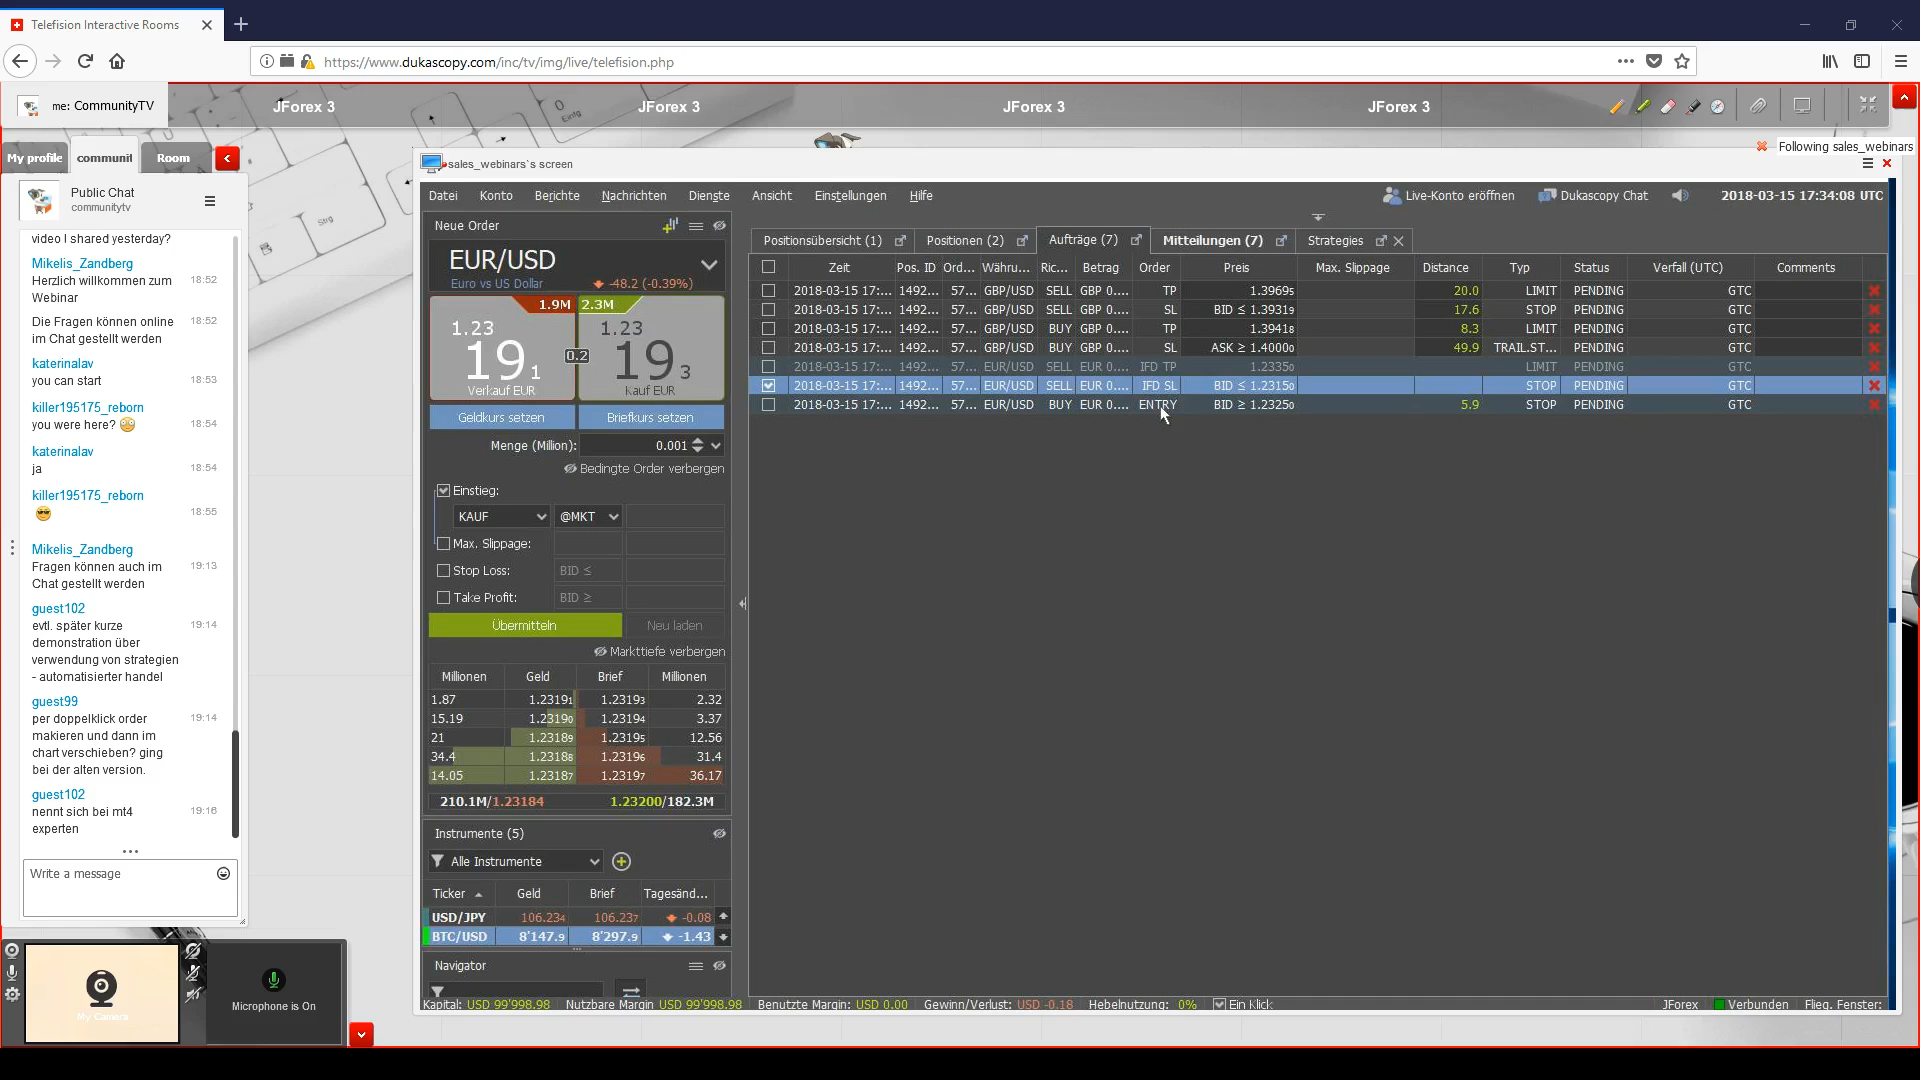 Telefision Interactive Rooms
https://www.dukascopy.com/inc/tv/img/live/telefision.php
me: CommunityTV
JForex 3
JForex 3
JForex 3
JForex 3
Following sales_webinars
My profile
communit
Room
Public Chat
communitytv
video I shared yesterday?
Mikelis_Zandberg
Herzlich willkommen zum 18:52
Webinar
Die Fragen können online 18:52
im Chat gestellt werden
katerinalav
you can start 18:53
killer195175_reborn
you were here? 18:54
katerinalav
ja 18:54
killer195175_reborn
18:55
Mikelis_Zandberg
Fragen können auch im 19:13
Chat gestellt werden
guest102
evtl. später kurze 19:14
demonstration über
verwendung von strategien
- automatisierter handel
guest99
per doppelklick order 19:14
makieren und dann im
chart verschieben? ging
bei der alten version.
guest102
nennt sich bei mt4 19:16
experten
Write a message
My Camera
Microphone is On
sales_webinars`s screen
Datei Konto Berichte Nachrichten Dienste Ansicht Einstellungen Hilfe
Live-Konto eröffnen Dukascopy Chat 2018-03-15 17:34:08 UTC
Neue Order
EUR/USD
Euro vs US Dollar -48.2 (-0.39%)
1.9M 2.3M
1.23 1.23
19 1 0.2 19 3
Verkauf EUR Kauf EUR
Geldkurs setzen Briefkurs setzen
Menge (Million): 0.001
Bedingte Order verbergen
Einstieg:
KAUF @MKT
Max. Slippage:
Stop Loss: BID ≤
Take Profit: BID ≥
Übermitteln Neu laden
Markttiefe verbergen
Millionen Geld Brief Millionen
1.87 1.23191 1.23193 2.32
15.19 1.23190 1.23194 3.37
21 1.23189 1.23195 12.56
34.4 1.23188 1.23196 31.4
14.05 1.23187 1.23197 36.17
210.1M/1.23184 1.23200/182.3M
Instrumente (5)
Alle Instrumente
Ticker Geld Brief Tagesänd...
USD/JPY 106.234 106.237 -0.08
BTC/USD 8'147.9 8'297.9 -1.43
Navigator
Positionsübersicht (1) Positionen (2) Aufträge (7) Mitteilungen (7) Strategies
Zeit Pos. ID Ord... Währu... Ric... Betrag Order Preis Max. Slippage Distance Typ Status Verfall (UTC) Comments
2018-03-15 17:... 1492... 57... GBP/USD SELL GBP 0.... TP 1.39695 20.0 LIMIT PENDING GTC
2018-03-15 17:... 1492... 57... GBP/USD SELL GBP 0.... SL BID ≤ 1.39319 17.6 STOP PENDING GTC
2018-03-15 17:... 1492... 57... GBP/USD BUY GBP 0.... TP 1.39418 8.3 LIMIT PENDING GTC
2018-03-15 17:... 1492... 57... GBP/USD BUY GBP 0.... SL ASK ≥ 1.40000 49.9 TRAIL.ST... PENDING GTC
2018-03-15 17:... 1492... 57... EUR/USD SELL EUR 0.... IFD TP 1.23350 LIMIT PENDING GTC
2018-03-15 17:... 1492... 57... EUR/USD SELL EUR 0.... IFD SL BID ≤ 1.23150 STOP PENDING GTC
2018-03-15 17:... 1492... 57... EUR/USD BUY EUR 0.... ENTRY BID ≥ 1.23250 5.9 STOP PENDING GTC
Kapital: USD 99'998.98 Nutzbare Margin USD 99'998.98 Benutzte Margin: USD 0.00 Gewinn/Verlust: USD -0.18 Hebelnutzung: 0% Ein Klick JForex Verbunden Flieg. Fenster: